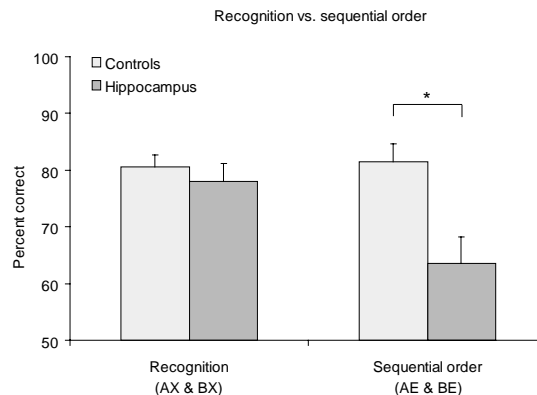 Recognition vs. sequential order
100
90
80
70
60
50
Percent correct
Controls
Hippocampus
*
Recognition
(AX & BX)
Sequential order
(AE & BE)